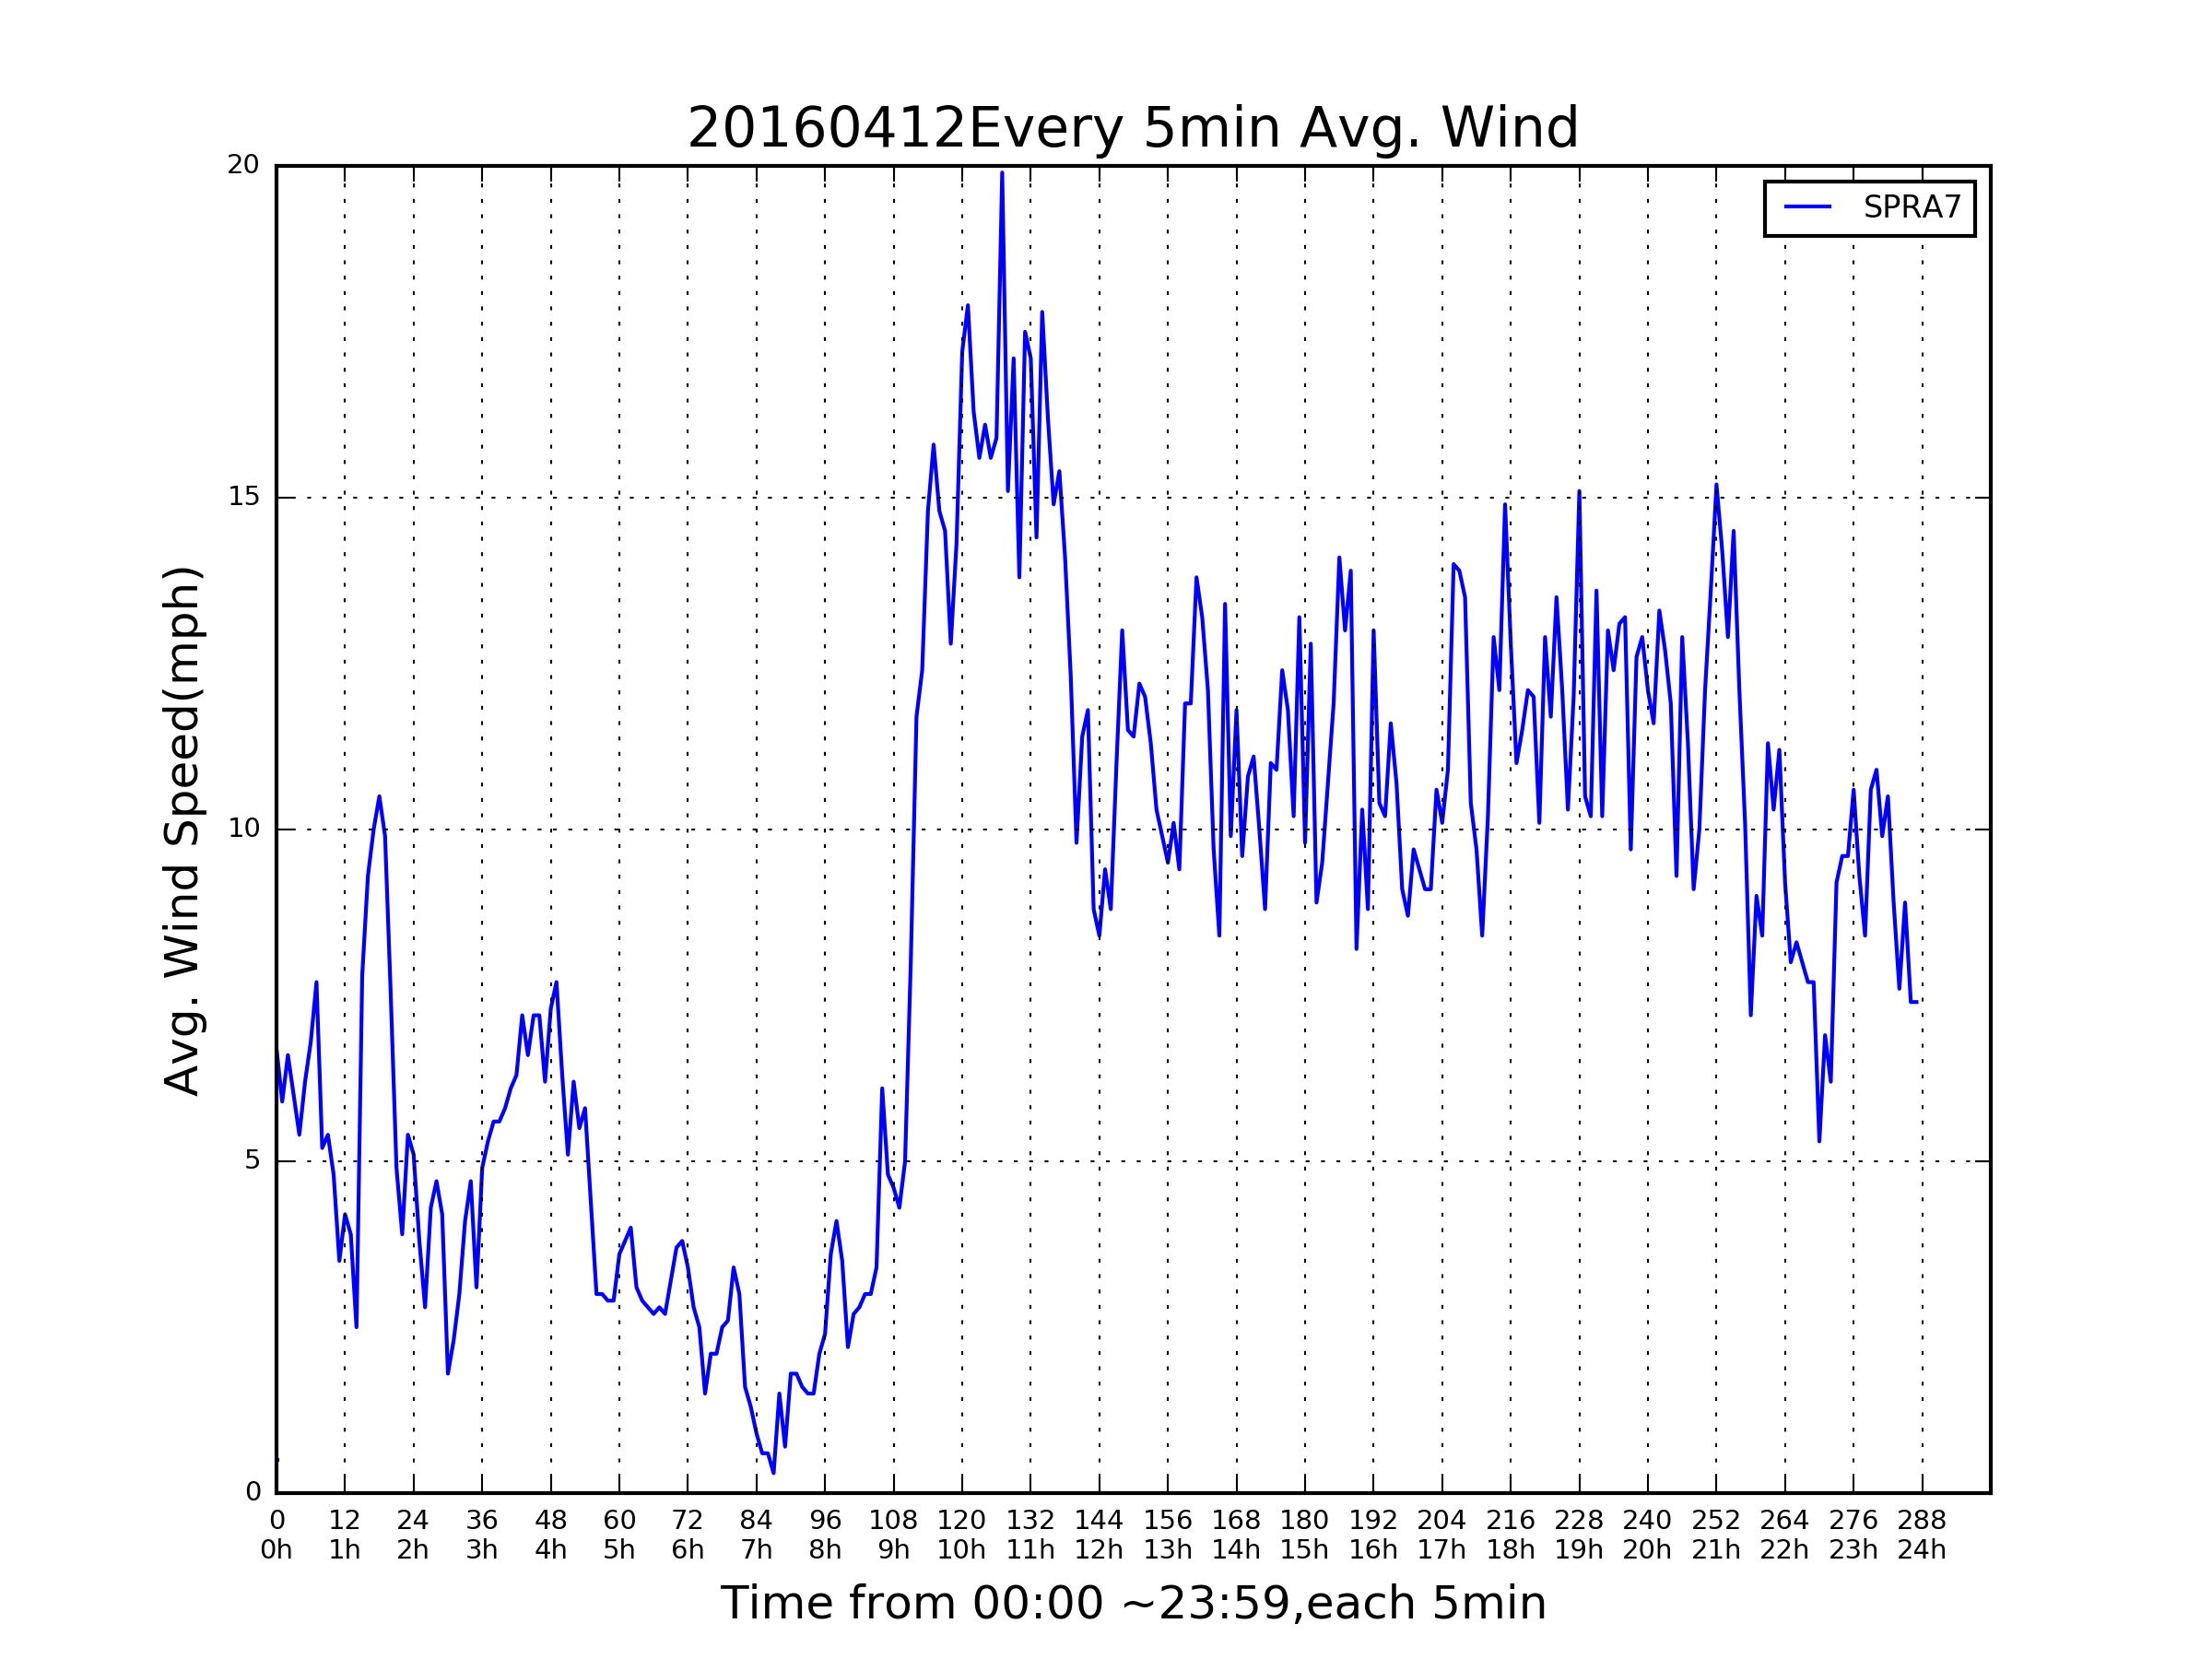 20160412Every 5min Avg. Wind
SPRA7
Avg. Wind Speed(mph)
20
15
10
5
0
0 12 24 36 48 60 72 84 96 108 120 132 144 156 168 180 192 204 216 228 240 252 264 276 288
0h 1h 2h 3h 4h 5h 6h 7h 8h 9h 10h 11h 12h 13h 14h 15h 16h 17h 18h 19h 20h 21h 22h 23h 24h
Time from 00:00 ~23:59,each 5min